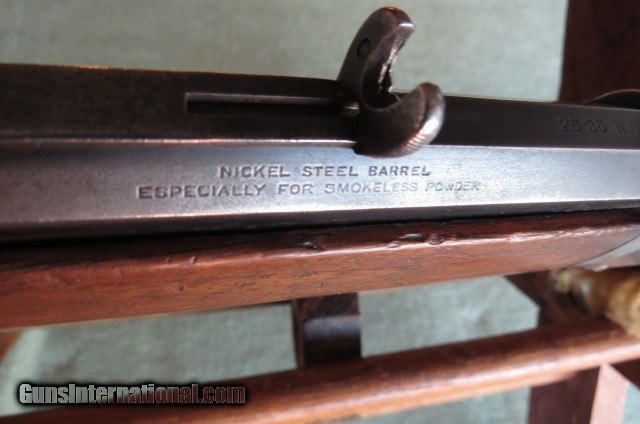 25-35 W.
NICKEL STEEL BARREL
ESPECIALLY FOR SMOKELESS POWDER
GunsInternational.com